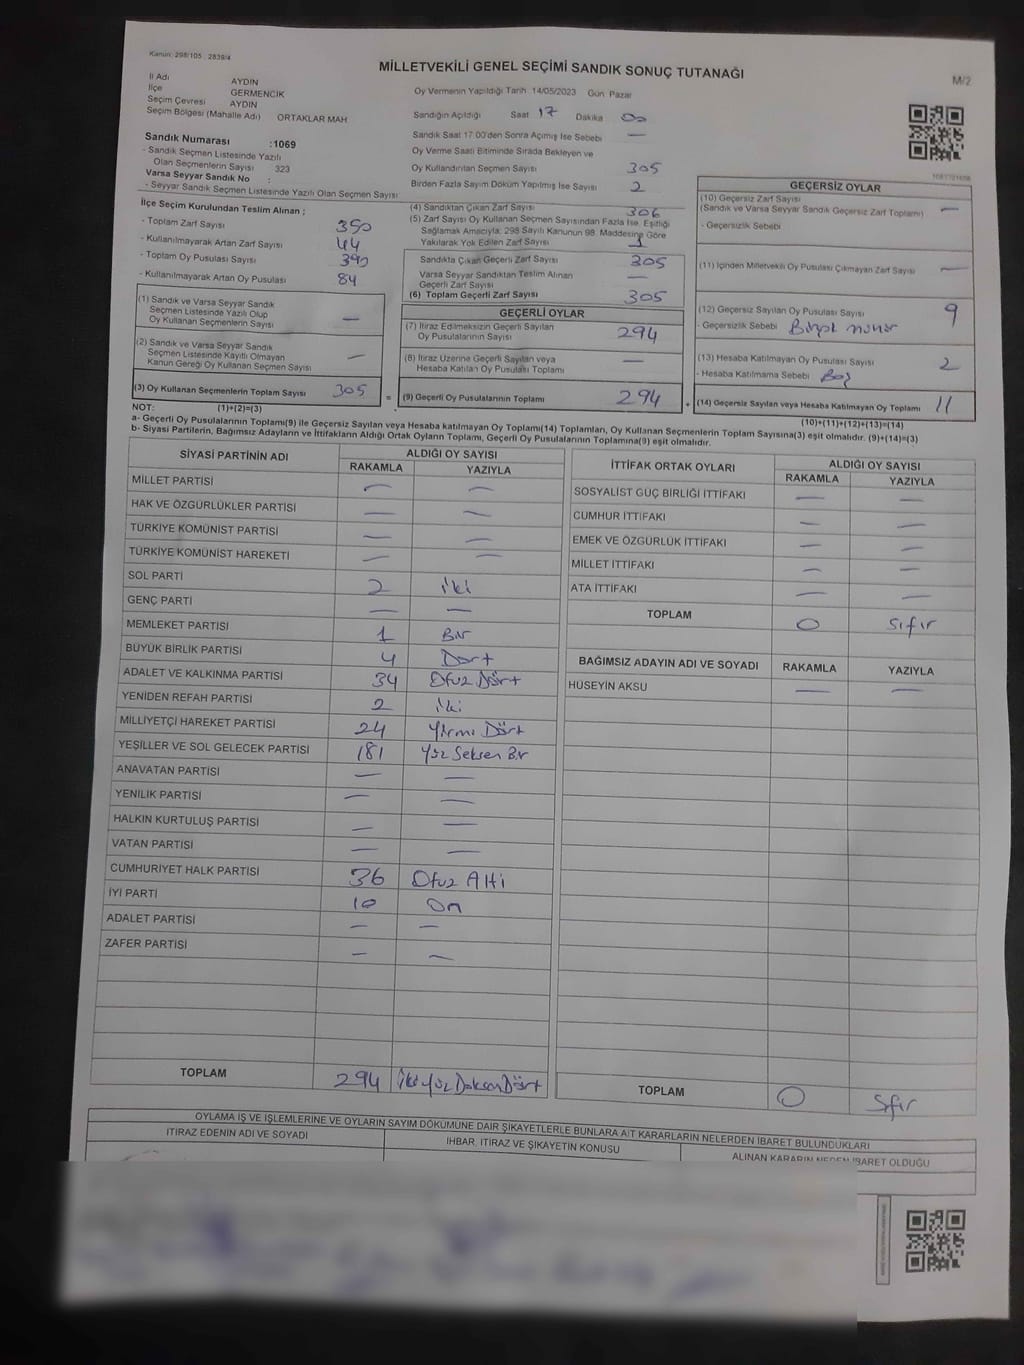 Kanun: 298/105 , 2839/4
MİLLETVEKİLİ GENEL SEÇİMİ SANDIK SONUÇ TUTANAĞI
M/2
İl Adı AYDIN
İlçe GERMENCİK
Seçim Çevresi AYDIN
Seçim Bölgesi (Mahalle Adı) ORTAKLAR MAH
Sandık Numarası :1069
- Sandık Seçmen Listesinde Yazılı
Olan Seçmenlerin Sayısı 323
Varsa Seyyar Sandık No :
- Seyyar Sandık Seçmen Listesinde Yazılı Olan Seçmen Sayısı
Oy Vermenin Yapıldığı Tarih 14/05/2023 Gün Pazar
Sandığın Açıldığı Saat 17 Dakika 00
Sandık Saat 17:00'den Sonra Açımış İse Sebebi —
Oy Verme Saati Bitiminde Sırada Bekleyen ve
Oy Kullandırılan Seçmen Sayısı 305
Birden Fazla Sayım Döküm Yapılmış İse Sayısı 2
İlçe Seçim Kurulundan Teslim Alınan ;
- Toplam Zarf Sayısı 350
- Kullanılmayarak Artan Zarf Sayısı 44
- Toplam Oy Pusulası Sayısı 390
- Kullanılmayarak Artan Oy Pusulası 84
(1) Sandık ve Varsa Seyyar Sandık
Seçmen Listesinde Yazılı Olup
Oy Kullanan Seçmenlerin Sayısı —
(2) Sandık ve Varsa Seyyar Sandık
Seçmen Listesinde Kayıtlı Olmayan
Kanun Gereği Oy Kullanan Seçmen Sayısı —
(3) Oy Kullanan Seçmenlerin Toplam Sayısı 305 =
(4) Sandıktan Çıkan Zarf Sayısı 306
(5) Zarf Sayısı Oy Kullanan Seçmen Sayısından Fazla İse, Eşitliği
Sağlamak Amacıyla; 298 Sayılı Kanunun 98. Maddesine Göre
Yakılarak Yok Edilen Zarf Sayısı 1
Sandıkta Çıkan Geçerli Zarf Sayısı 305
Varsa Seyyar Sandıktan Teslim Alınan
Geçerli Zarf Sayısı —
(6) Toplam Geçerli Zarf Sayısı 305
GEÇERLİ OYLAR
(7) İtiraz Edilmeksizin Geçerli Sayılan
Oy Pusulalarının Sayısı 294
(8) İtiraz Üzerine Geçerli Sayılan veya
Hesaba Katılan Oy Pusulası Toplamı —
(9) Geçerli Oy Pusulalarının Toplamı 294 +
GEÇERSİZ OYLAR
(10) Geçersiz Zarf Sayısı
(Sandık ve Varsa Seyyar Sandık Geçersiz Zarf Toplamı) —
- Geçersizlik Sebebi
(11) İçinden Milletvekili Oy Pusulası Çıkmayan Zarf Sayısı —
(12) Geçersiz Sayılan Oy Pusulası Sayısı 9
- Geçersizlik Sebebi
(13) Hesaba Katılmayan Oy Pusulası Sayısı 2
- Hesaba Katılmama Sebebi Boş
(14) Geçersiz Sayılan veya Hesaba Katılmayan Oy Toplamı 11
NOT: (1)+(2)=(3) (10)+(11)+(12)+(13)=(14)
a- Geçerli Oy Pusulalarının Toplamı(9) ile Geçersiz Sayılan veya Hesaba Katılmayan Oy Toplamı(14) Toplamları, Oy Kullanan Seçmenlerin Toplam Sayısına(3) eşit olmalıdır. (9)+(14)=(3)
b- Siyasi Partilerin, Bağımsız Adayların ve İttifakların Aldığı Ortak Oyların Toplamı, Geçerli Oy Pusulalarının Toplamına(9) eşit olmalıdır.
SİYASİ PARTİNİN ADI ALDIĞI OY SAYISI
RAKAMLA YAZIYLA
MİLLET PARTİSİ — —
HAK VE ÖZGÜRLÜKLER PARTİSİ — —
TÜRKİYE KOMÜNİST PARTİSİ — —
TÜRKİYE KOMÜNİST HAREKETİ — —
SOL PARTİ 2 iki
GENÇ PARTİ — —
MEMLEKET PARTİSİ 1 Bir
BÜYÜK BİRLİK PARTİSİ 4 Dört
ADALET VE KALKINMA PARTİSİ 34 Otuz Dört
YENİDEN REFAH PARTİSİ 2 iki
MİLLİYETÇİ HAREKET PARTİSİ 24 Yirmi Dört
YEŞİLLER VE SOL GELECEK PARTİSİ 181 Yüz Seksen Bir
ANAVATAN PARTİSİ — —
YENİLİK PARTİSİ — —
HALKIN KURTULUŞ PARTİSİ — —
VATAN PARTİSİ — —
CUMHURİYET HALK PARTİSİ 36 Otuz Altı
İYİ PARTİ 10 On
ADALET PARTİSİ — —
ZAFER PARTİSİ — —
TOPLAM 294 iki yüz Doksan Dört
İTTİFAK ORTAK OYLARI ALDIĞI OY SAYISI
RAKAMLA YAZIYLA
SOSYALİST GÜÇ BİRLİĞİ İTTİFAKI — —
CUMHUR İTTİFAKI — —
EMEK VE ÖZGÜRLÜK İTTİFAKI — —
MİLLET İTTİFAKI — —
ATA İTTİFAKI — —
TOPLAM 0 sıfır
BAĞIMSIZ ADAYIN ADI VE SOYADI RAKAMLA YAZIYLA
HÜSEYİN AKSU — —
TOPLAM 0 Sıfır
OYLAMA İŞ VE İŞLEMLERİNE VE OYLARIN SAYIM DÖKÜMÜNE DAİR ŞİKAYETLERLE BUNLARA AİT KARARLARIN NELERDEN İBARET BULUNDUKLARI
İTİRAZ EDENİN ADI VE SOYADI İHBAR, İTİRAZ VE ŞİKAYETİN KONUSU ALINAN KARARIN NEDEN İBARET OLDUĞU